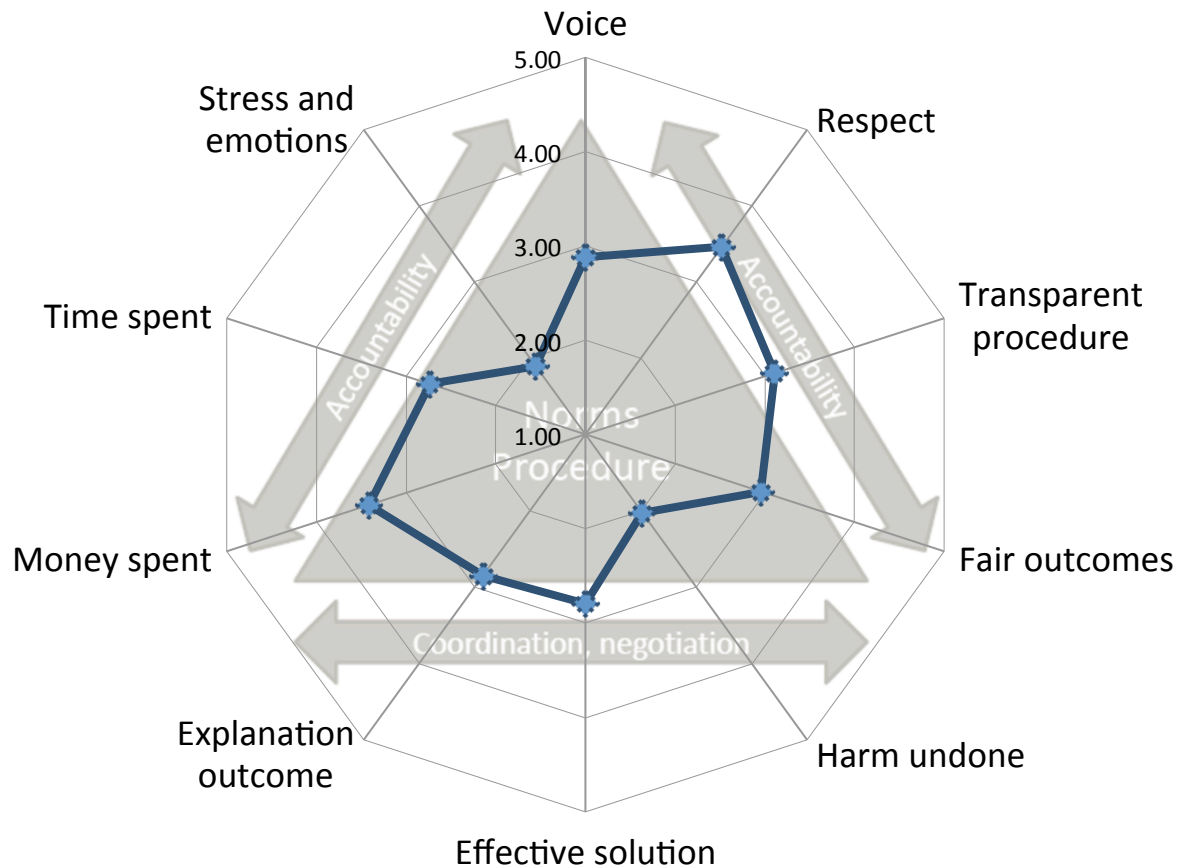 Voice
5.00
Stress and
emotions
Respect
4.00
3.00
Accountability
Accountability
Transparent
procedure
Time spent
2.00
Norms
1.00
Procedure
Money spent
Fair outcomes
Coordination, negotiation
Explanation
outcome
Harm undone
Effective solution